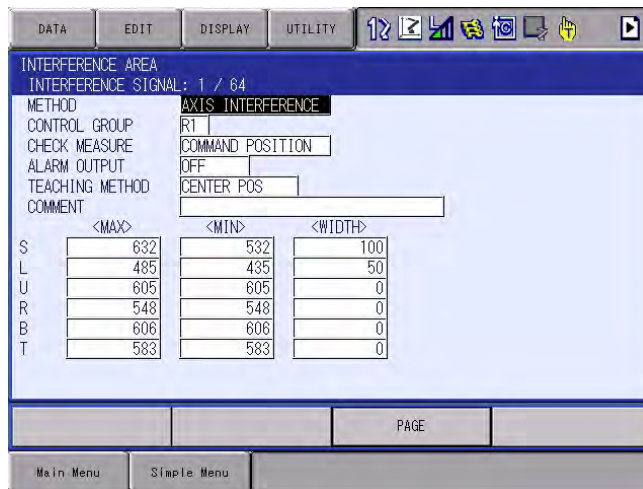 DATA EDIT DISPLAY UTILITY
INTERFERENCE AREA
INTERFERENCE SIGNAL: 1 / 64
METHOD AXIS INTERFERENCE
CONTROL GROUP R1
CHECK MEASURE COMMAND POSITION
ALARM OUTPUT OFF
TEACHING METHOD CENTER POS
COMMENT
<MAX> <MIN> <WIDTH>
S 632 532 100
L 485 435 50
U 605 605 0
R 548 548 0
B 606 606 0
T 583 583 0
PAGE
Main Menu Simple Menu